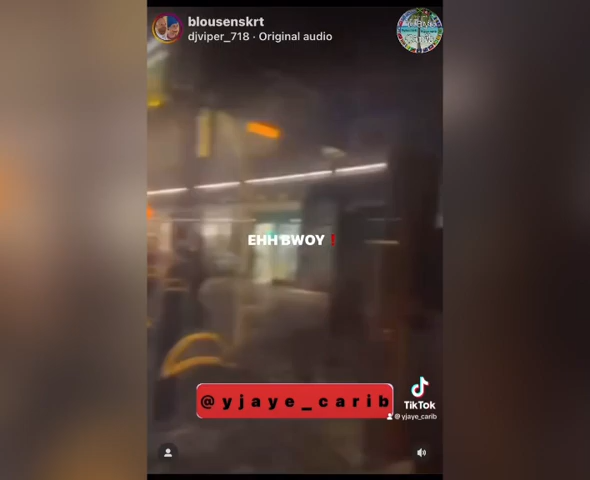 blousenskrt
djviper_718 · Original audio
EHH BWOY❗
@yjaye_carib
TikTok
@yjaye_carib